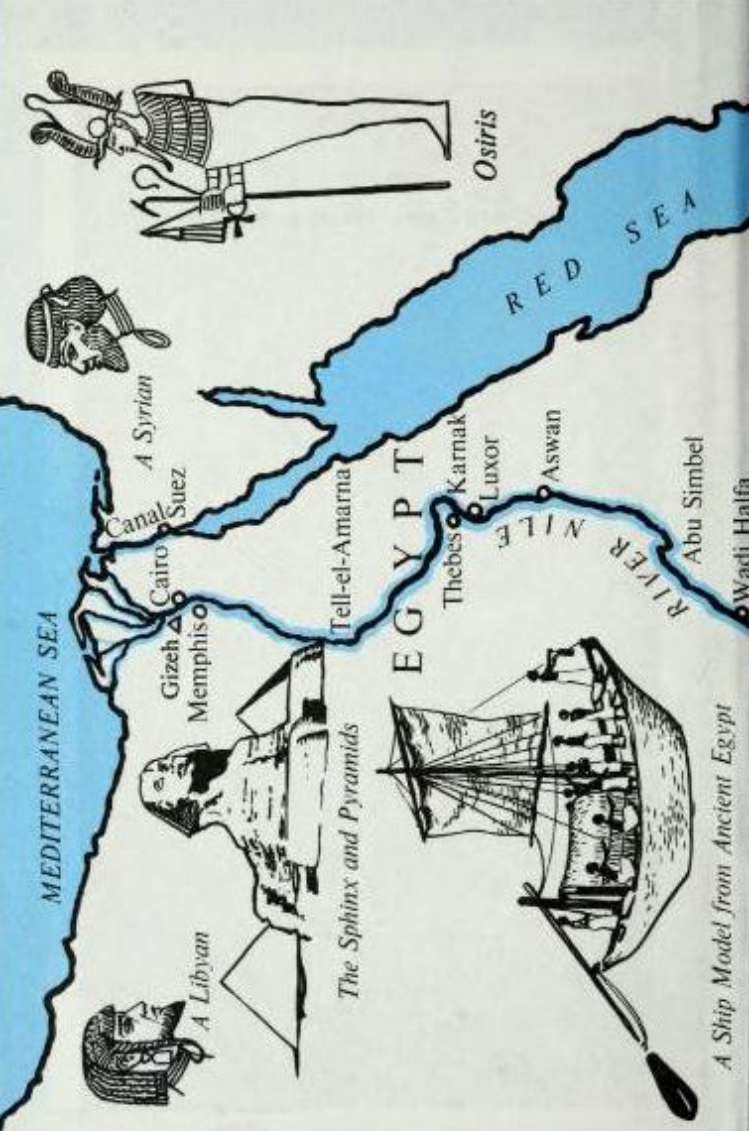 MEDITERRANEAN SEA
A Libyan
A Syrian
Osiris
Canal
Suez
Cairo
Gizeh
Memphis
The Sphinx and Pyramids
Tell-el-Amarna
EGYPT
RED SEA
Thebes
Karnak
Luxor
Aswan
RIVER NILE
Abu Simbel
Wadi Halfa
A Ship Model from Ancient Egypt